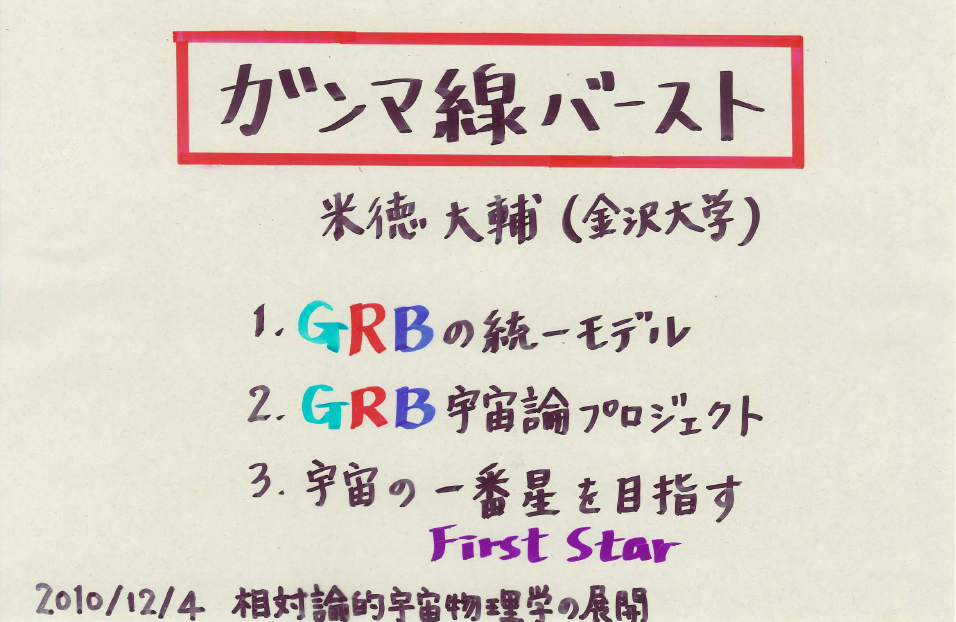 ガンマ線バースト
米徳 大輔 (金沢大学)
1. GRBの統一モデル
2. GRB宇宙論プロジェクト
3. 宇宙の一番星を目指す
First Star
2010/12/4 相対論的宇宙物理学の展開